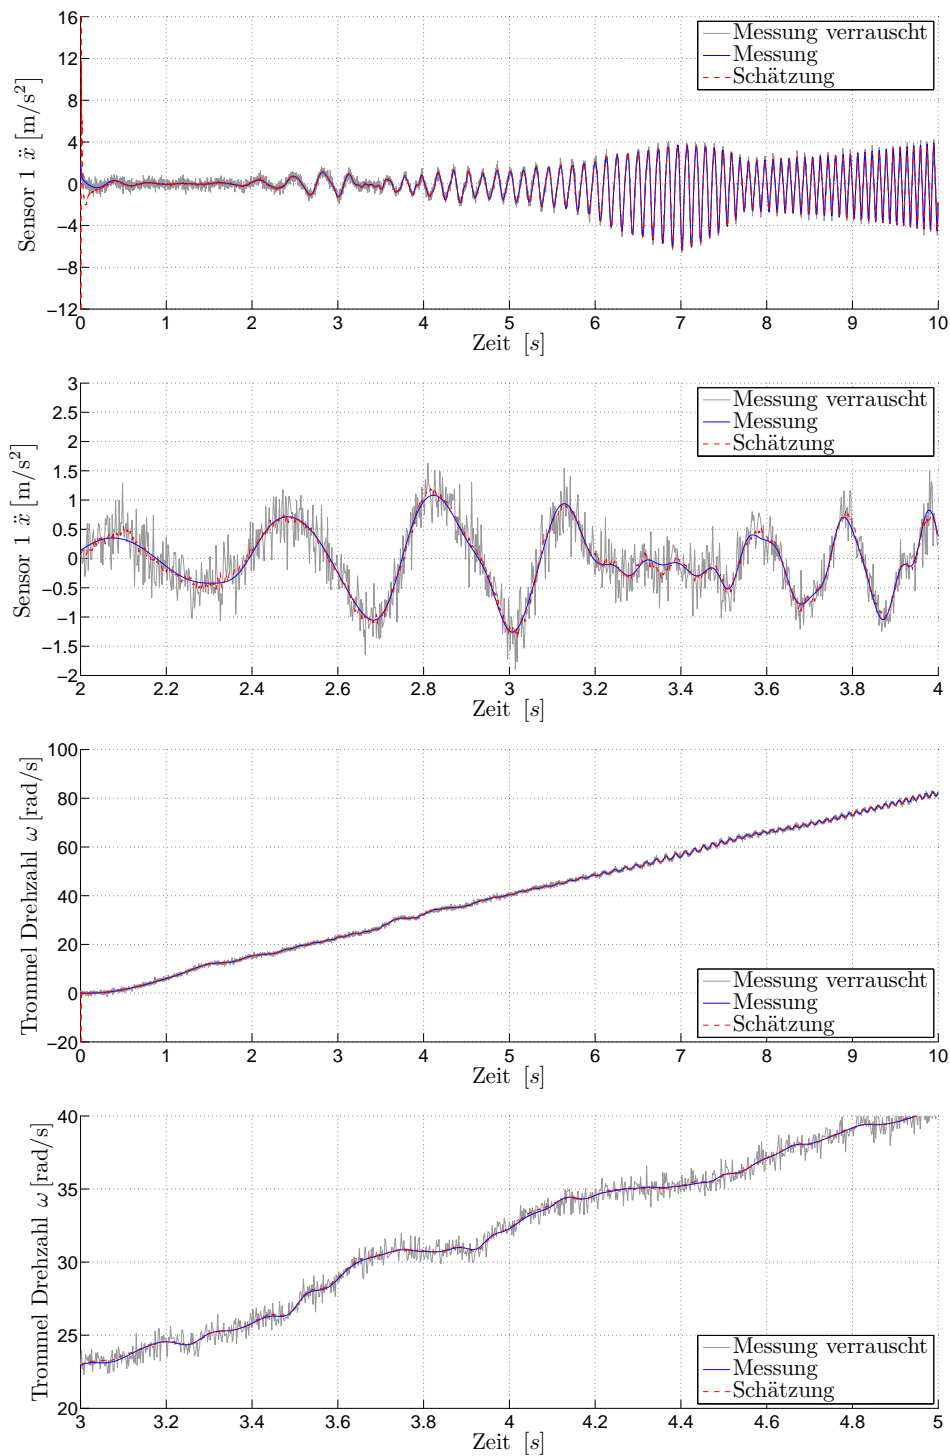 16
12
8
4
0
−4
−8
−12
Sensor 1 ẍ [m/s²]
Messung verrauscht
Messung
Schätzung
0 1 2 3 4 5 6 7 8 9 10
Zeit [s]
3
2.5
2
1.5
1
0.5
0
−0.5
−1
−1.5
−2
Sensor 1 ẍ [m/s²]
Messung verrauscht
Messung
Schätzung
2 2.2 2.4 2.6 2.8 3 3.2 3.4 3.6 3.8 4
Zeit [s]
100
80
60
40
20
0
−20
Trommel Drehzahl ω [rad/s]
Messung verrauscht
Messung
Schätzung
0 1 2 3 4 5 6 7 8 9 10
Zeit [s]
40
35
30
25
20
Trommel Drehzahl ω [rad/s]
Messung verrauscht
Messung
Schätzung
3 3.2 3.4 3.6 3.8 4 4.2 4.4 4.6 4.8 5
Zeit [s]